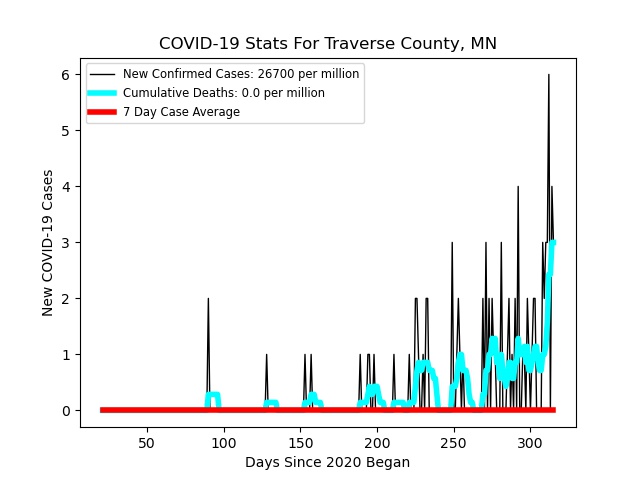 COVID-19 Stats For Traverse County, MN
New Confirmed Cases: 26700 per million
Cumulative Deaths: 0.0 per million
7 Day Case Average
New COVID-19 Cases
6
5
4
3
2
1
0
50 100 150 200 250 300
Days Since 2020 Began